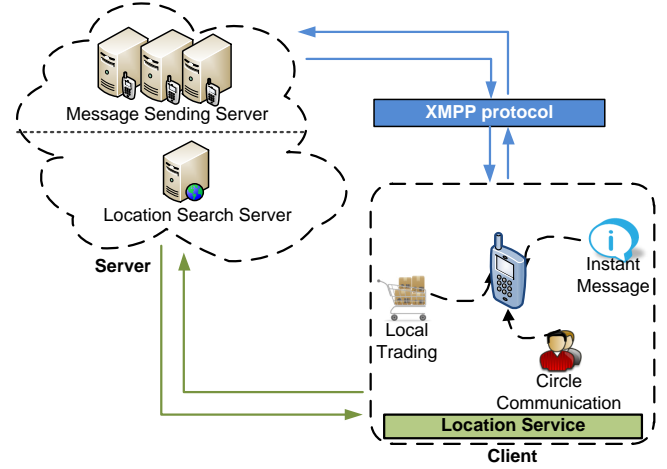 Message Sending Server
XMPP protocol
Location Search Server
Server
Instant
Message
Local
Trading
Circle
Communication
Location Service
Client